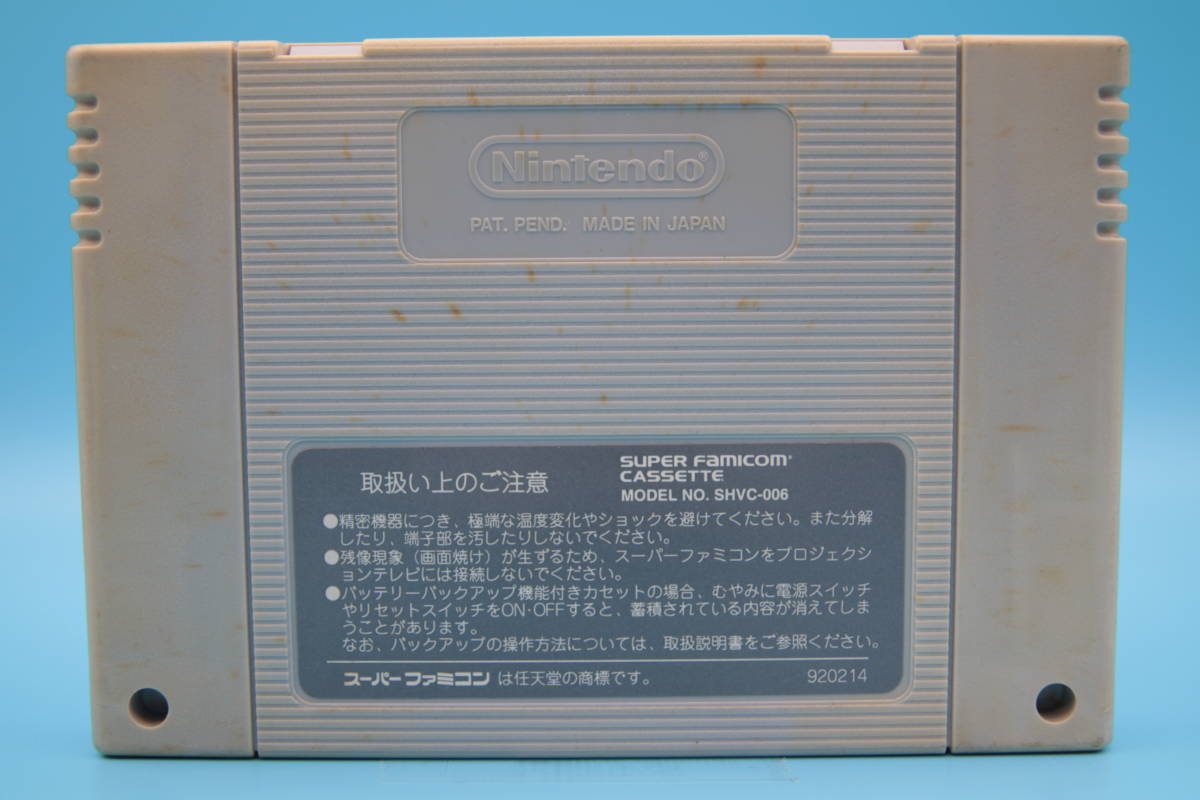 Nintendo®
PAT. PEND. MADE IN JAPAN
取扱い上のご注意
SUPER FAMICOM®
CASSETTE
MODEL NO. SHVC-006
●精密機器につき、極端な温度変化やショックを避けてください。また分解
したり、端子部を汚したりしないでください。
●残像現象(画面焼け)が生ずるため、スーパーファミコンをプロジェクシ
ョンテレビには接続しないでください。
●バッテリーバックアップ機能付きカセットの場合、むやみに電源スイッチ
やリセットスイッチをON・OFFすると、蓄積されている内容が消えてしま
うことがあります。
なお、バックアップの操作方法については、取扱説明書をご参照ください。
スーパーファミコン は任天堂の商標です。
920214